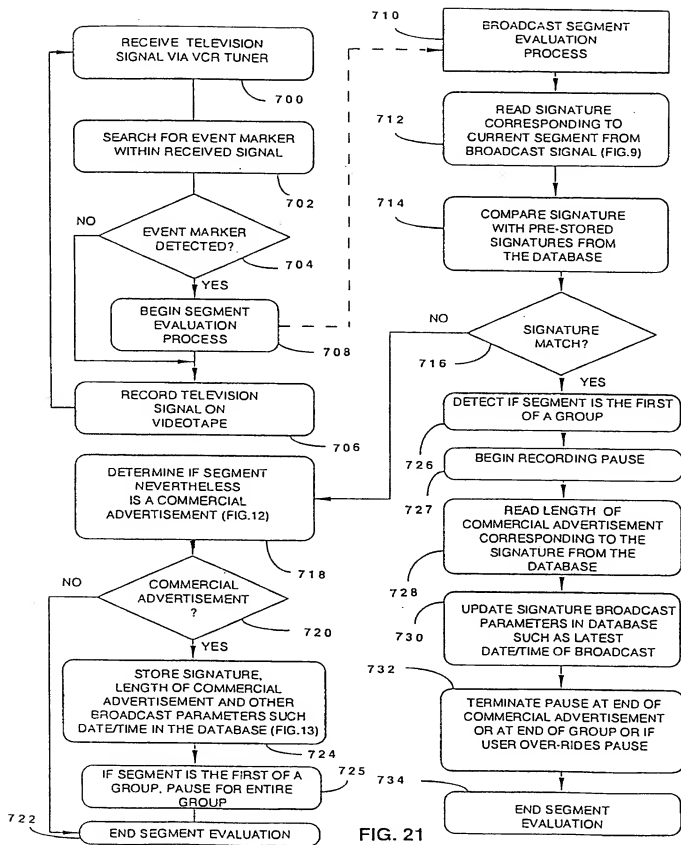 RECEIVE TELEVISION
SIGNAL VIA VCR TUNER
700
SEARCH FOR EVENT MARKER
WITHIN RECEIVED SIGNAL
702
NO
EVENT MARKER
DETECTED?
704
YES
BEGIN SEGMENT
EVALUATION
PROCESS
708
RECORD TELEVISION
SIGNAL ON
VIDEOTAPE
706
DETERMINE IF SEGMENT
NEVERTHELESS
IS A COMMERCIAL
ADVERTISEMENT (FIG.12)
718
NO
COMMERCIAL
ADVERTISEMENT
?
720
YES
STORE SIGNATURE,
LENGTH OF COMMERCIAL
ADVERTISEMENT AND OTHER
BROADCAST PARAMETERS SUCH
DATE/TIME IN THE DATABASE (FIG.13)
724
IF SEGMENT IS THE FIRST OF A
GROUP, PAUSE FOR ENTIRE
GROUP
725
722
END SEGMENT EVALUATION
710
BROADCAST SEGMENT
EVALUATION
PROCESS
712
READ SIGNATURE
CORRESPONDING TO
CURRENT SEGMENT FROM
BROADCAST SIGNAL (FIG.9)
714
COMPARE SIGNATURE
WITH PRE-STORED
SIGNATURES FROM
THE DATABASE
NO
SIGNATURE
MATCH?
716
YES
DETECT IF SEGMENT IS THE FIRST
OF A GROUP
726
BEGIN RECORDING PAUSE
727
READ LENGTH OF
COMMERCIAL ADVERTISEMENT
CORRESPONDING TO THE
SIGNATURE FROM THE
DATABASE
728
UPDATE SIGNATURE BROADCAST
PARAMETERS IN DATABASE
SUCH AS LATEST
DATE/TIME OF BROADCAST
730
732
TERMINATE PAUSE AT END OF
COMMERCIAL ADVERTISEMENT
OR AT END OF GROUP OR IF
USER OVER-RIDES PAUSE
734
END SEGMENT
EVALUATION
FIG. 21